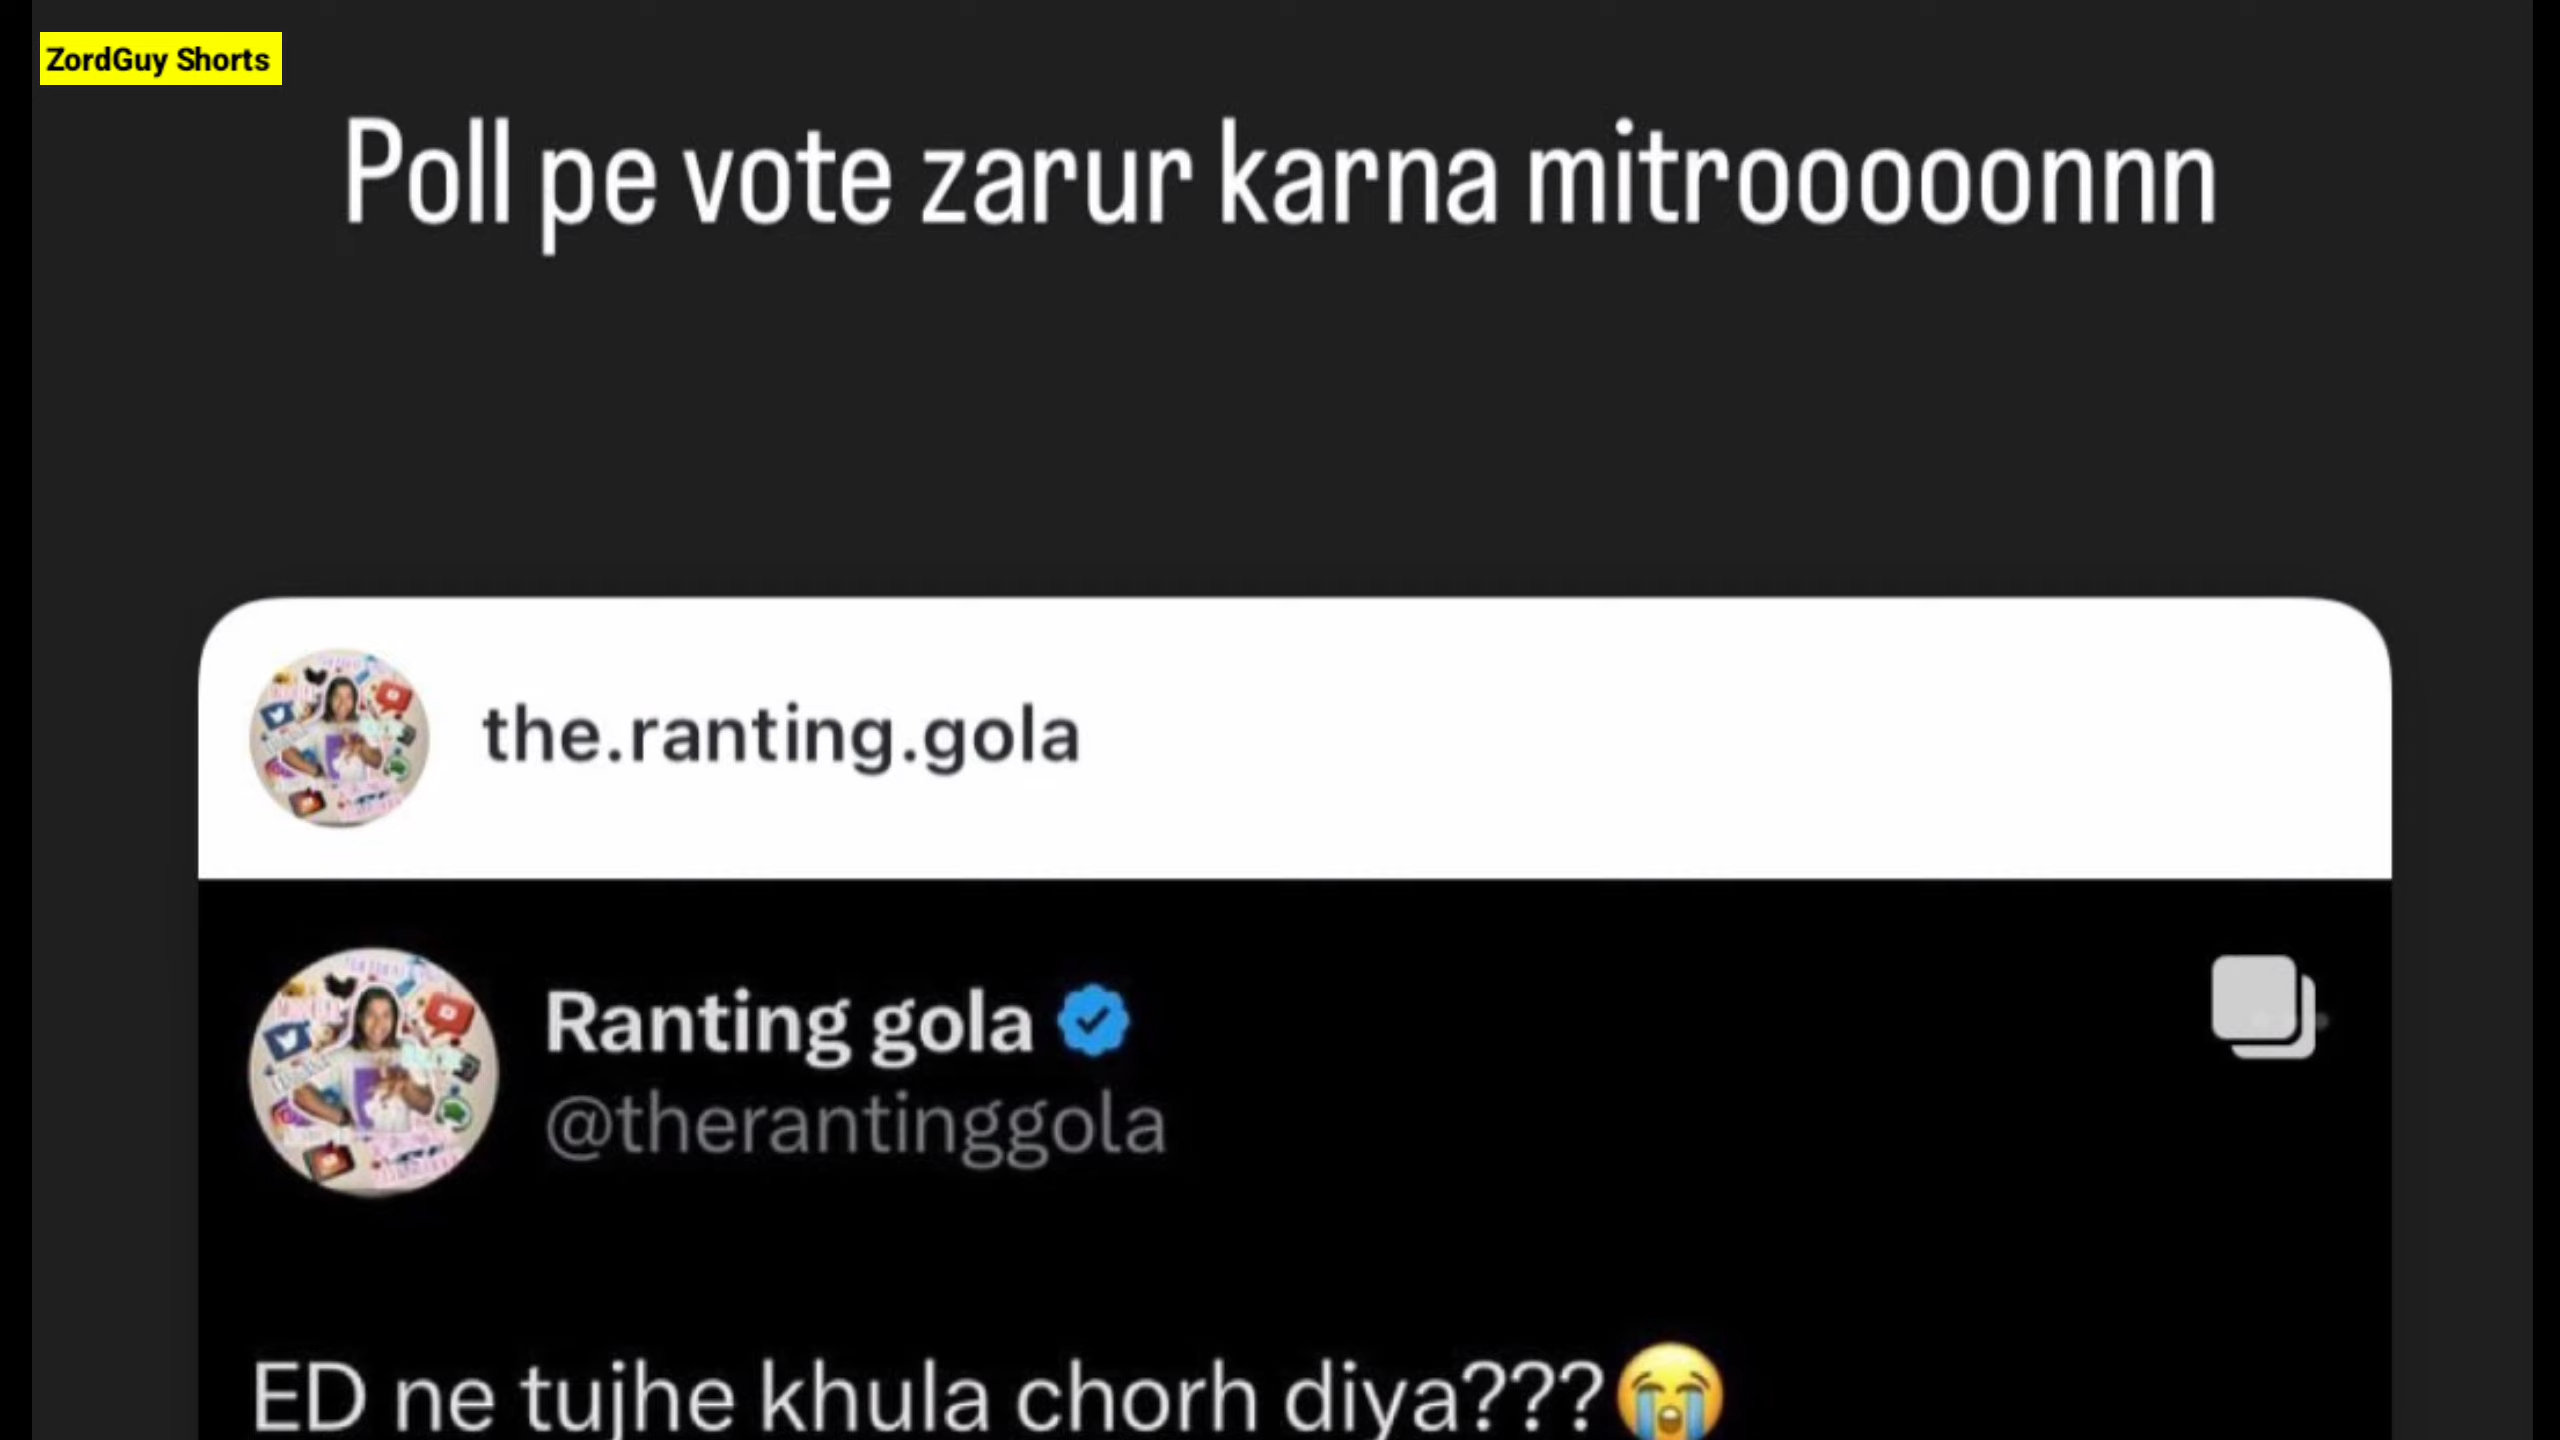 ZordGuy Shorts
Poll pe vote zarur karna mitroooooonnn
the.ranting.gola
Ranting gola
@therantinggola
ED ne tujhe khula chorh diya???😭